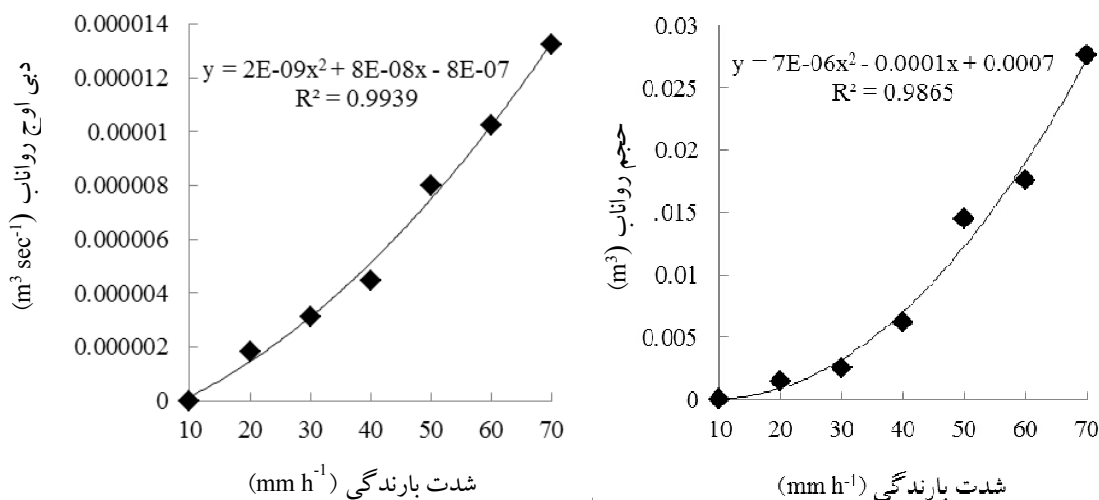 0.000014
0.000012
0.00001
0.000008
0.000006
0.000004
0.000002
0
دبی اوج رواناب (m³ sec⁻¹)
y = 2E-09x² + 8E-08x - 8E-07
R² = 0.9939
10 20 30 40 50 60 70
شدت بارندگی (mm h⁻¹)
0.03
0.025
0.02
.015
0.01
0.005
0
حجم رواناب (m³)
y = 7E-06x² - 0.0001x + 0.0007
R² = 0.9865
10 20 30 40 50 60 70
شدت بارندگی (mm h⁻¹)